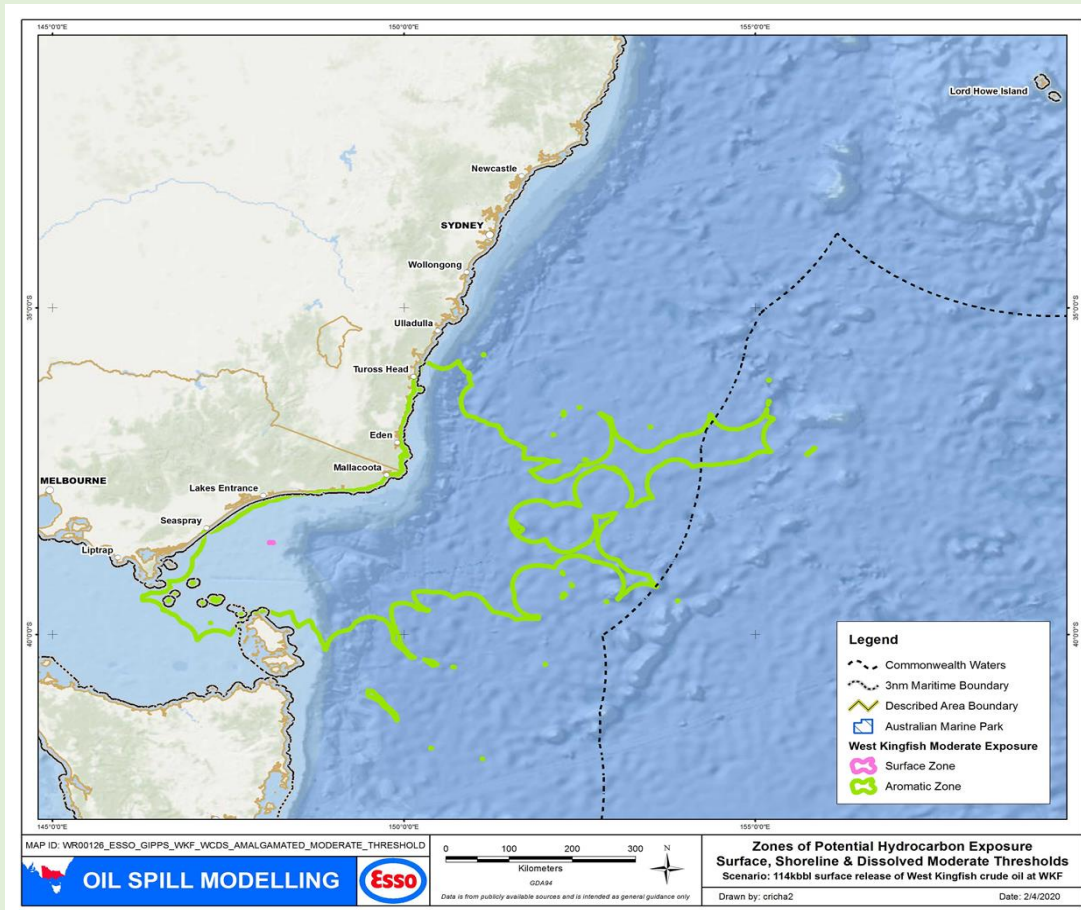 145°0'0"E
150°0'0"E
155°0'0"E
Lord Howe Island
Newcastle
SYDNEY
Wollongong
35°0'0"S
35°0'0"S
Ulladulla
Tuross Head
Eden
Mallacoota
MELBOURNE
Lakes Entrance
Seaspray
Liptrap
40°0'0"S
40°0'0"S
Legend
Commonwealth Waters
3nm Maritime Boundary
Described Area Boundary
Australian Marine Park
West Kingfish Moderate Exposure
Surface Zone
Aromatic Zone
145°0'0"E
150°0'0"E
155°0'0"E
MAP ID: WR00126_ESSO_GIPPS_WKF_WCDS_AMALGAMATED_MODERATE_THRESHOLD
OIL SPILL MODELLING
Esso
0 100 200 300
Kilometers
GDA94
N
Data is from publicly available sources and is intended as general guidance only
Zones of Potential Hydrocarbon Exposure
Surface, Shoreline & Dissolved Moderate Thresholds
Scenario: 114kbbl surface release of West Kingfish crude oil at WKF
Drawn by: cricha2
Date: 2/4/2020